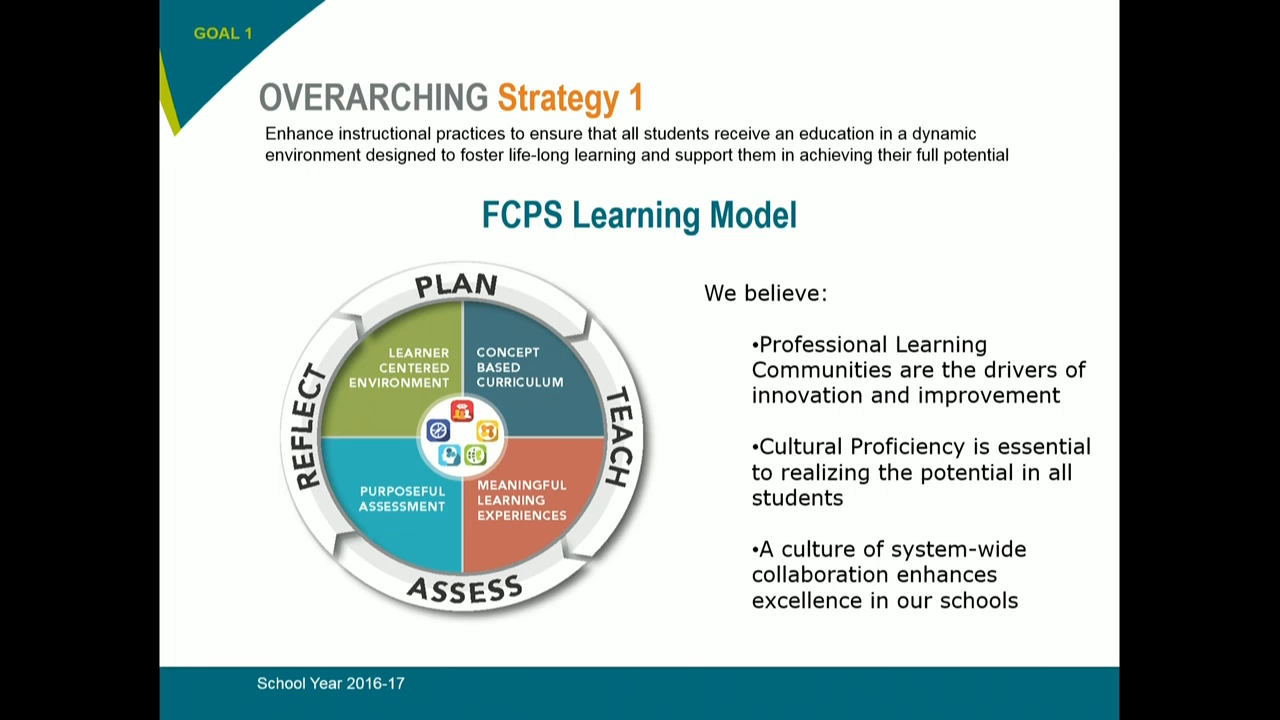 GOAL 1
OVERARCHING Strategy 1
Enhance instructional practices to ensure that all students receive an education in a dynamic
environment designed to foster life-long learning and support them in achieving their full potential
FCPS Learning Model
PLAN
TEACH
ASSESS
REFLECT
LEARNER
CENTERED
ENVIRONMENT
CONCEPT
BASED
CURRICULUM
PURPOSEFUL
ASSESSMENT
MEANINGFUL
LEARNING
EXPERIENCES
We believe:
•Professional Learning
Communities are the drivers of
innovation and improvement
•Cultural Proficiency is essential
to realizing the potential in all
students
•A culture of system-wide
collaboration enhances
excellence in our schools
School Year 2016-17